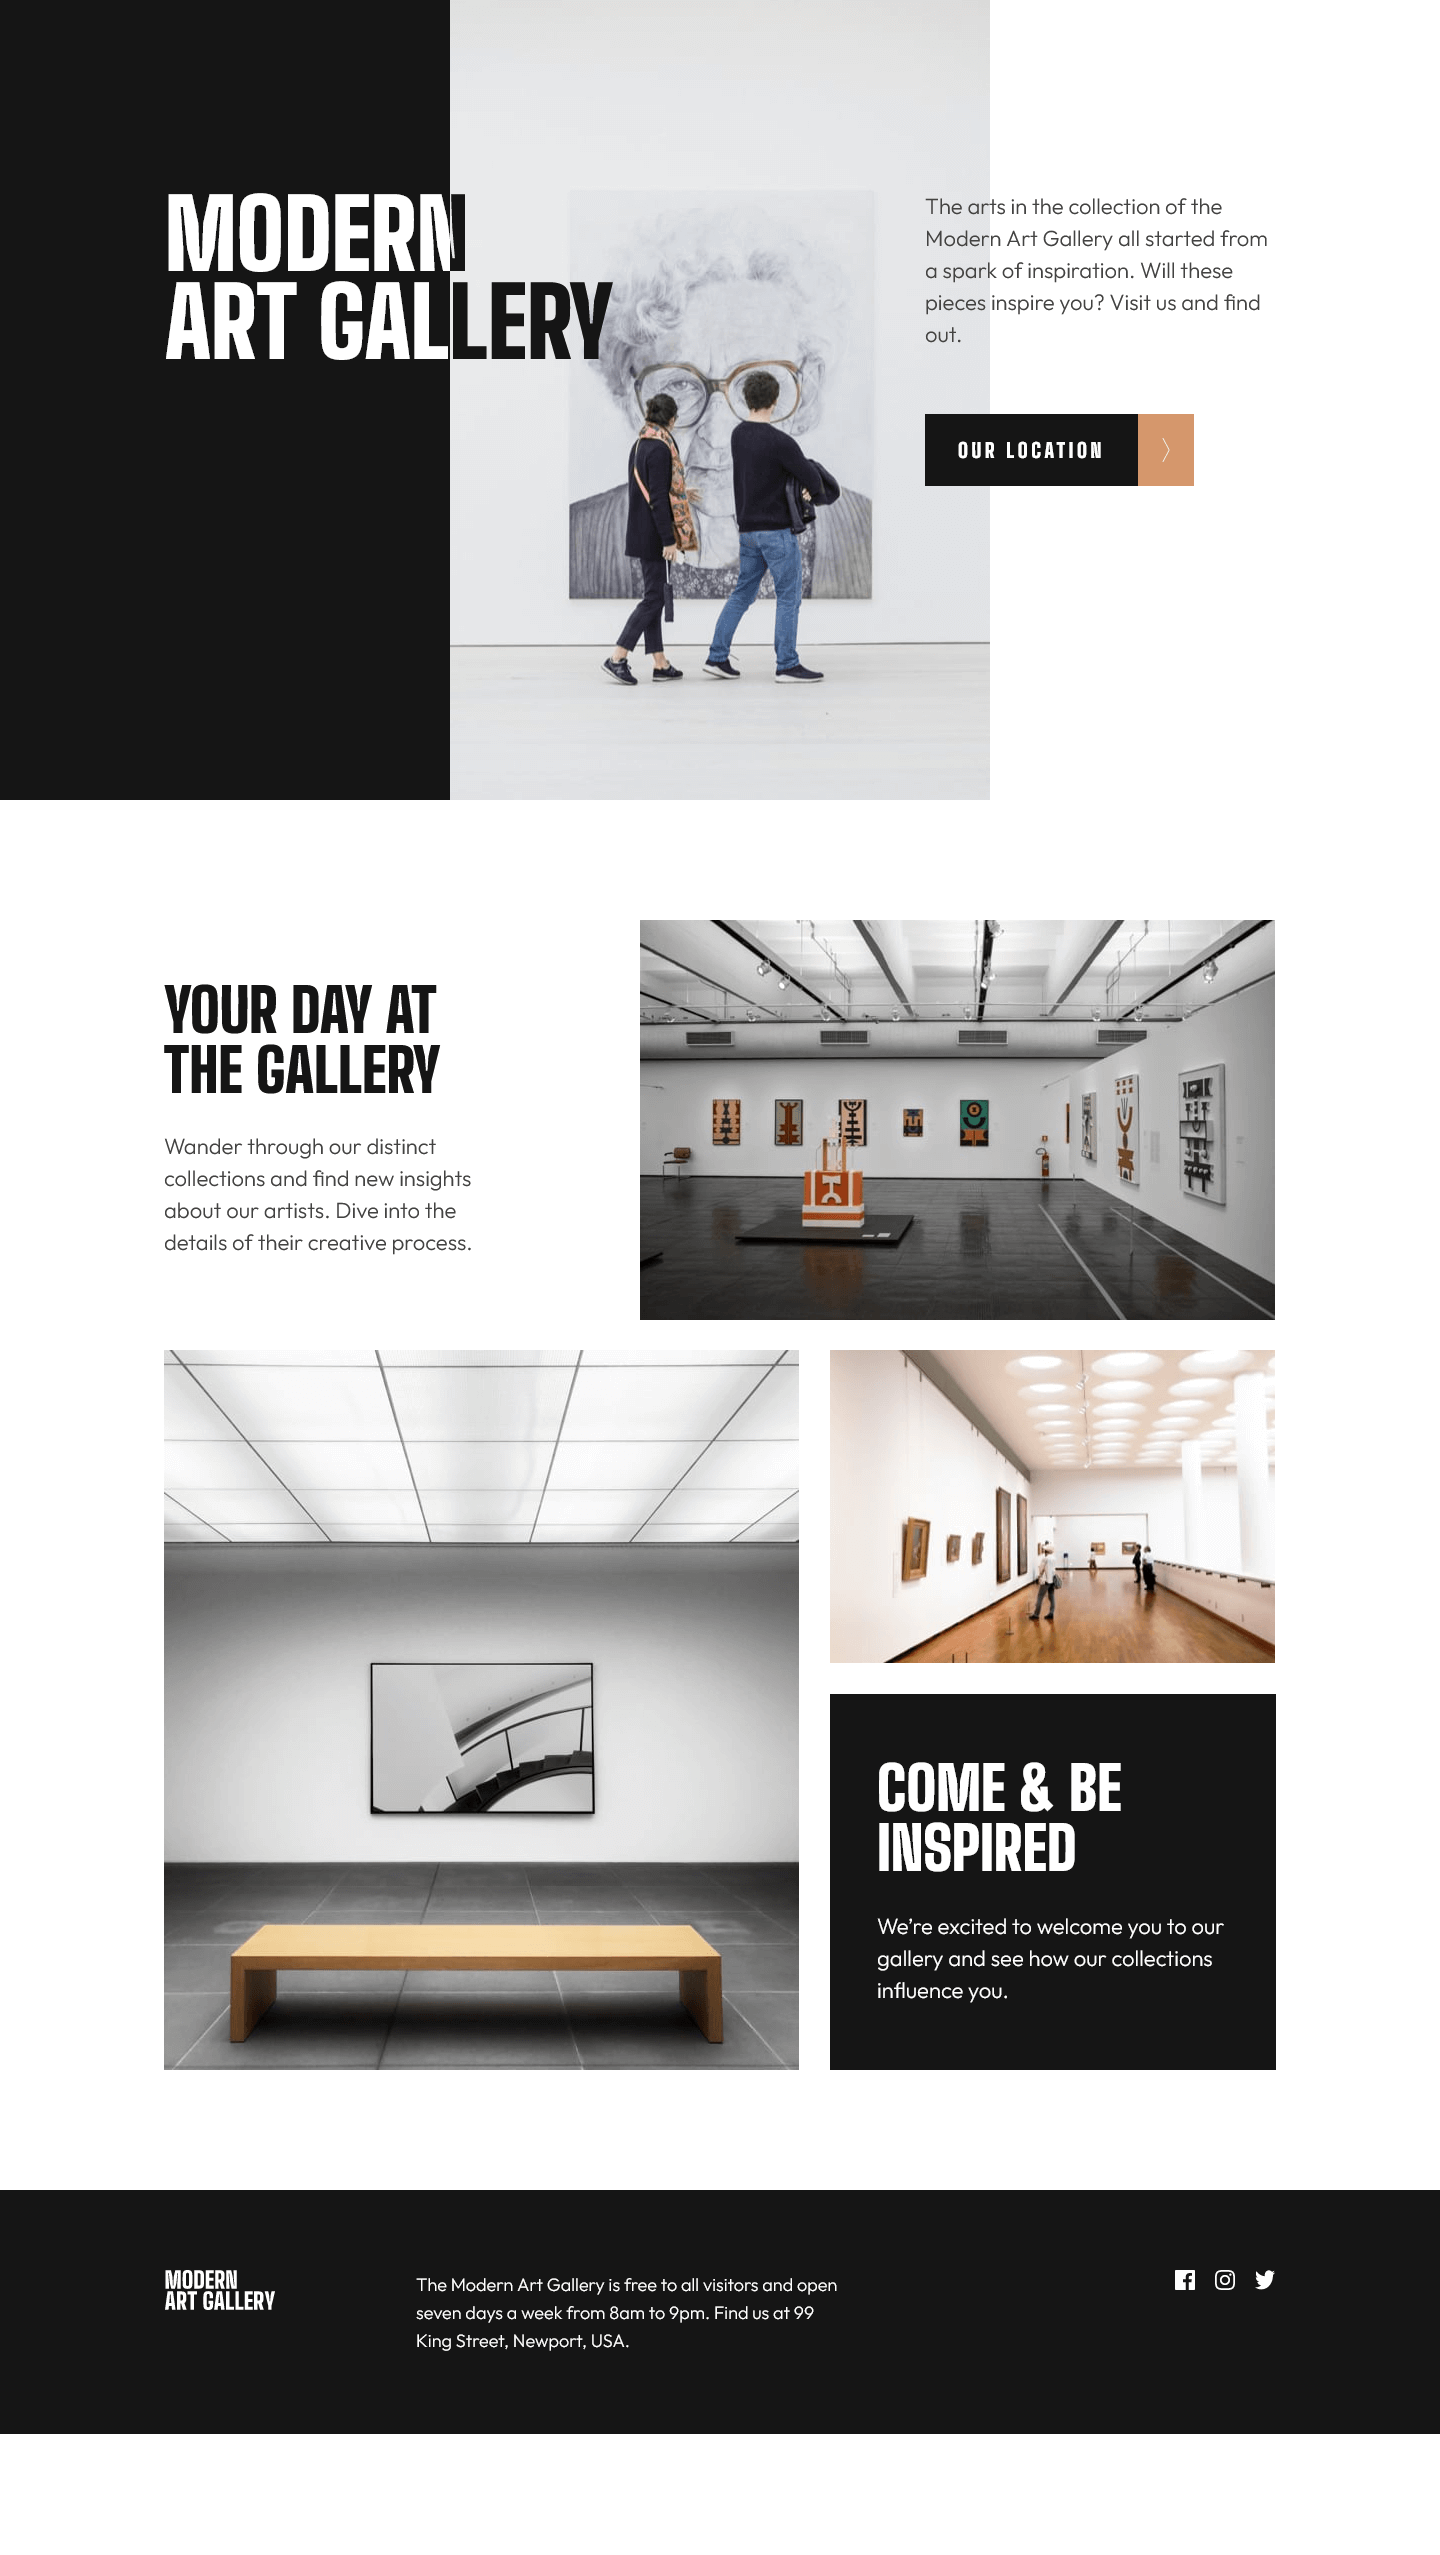 MODERN
ART GALLERY
The arts in the collection of the
Modern Art Gallery all started from
a spark of inspiration. Will these
pieces inspire you? Visit us and find
out.
OUR LOCATION
YOUR DAY AT
THE GALLERY
Wander through our distinct
collections and find new insights
about our artists. Dive into the
details of their creative process.
COME & BE
INSPIRED
We’re excited to welcome you to our
gallery and see how our collections
influence you.
MODERN
ART GALLERY
The Modern Art Gallery is free to all visitors and open
seven days a week from 8am to 9pm. Find us at 99
King Street, Newport, USA.